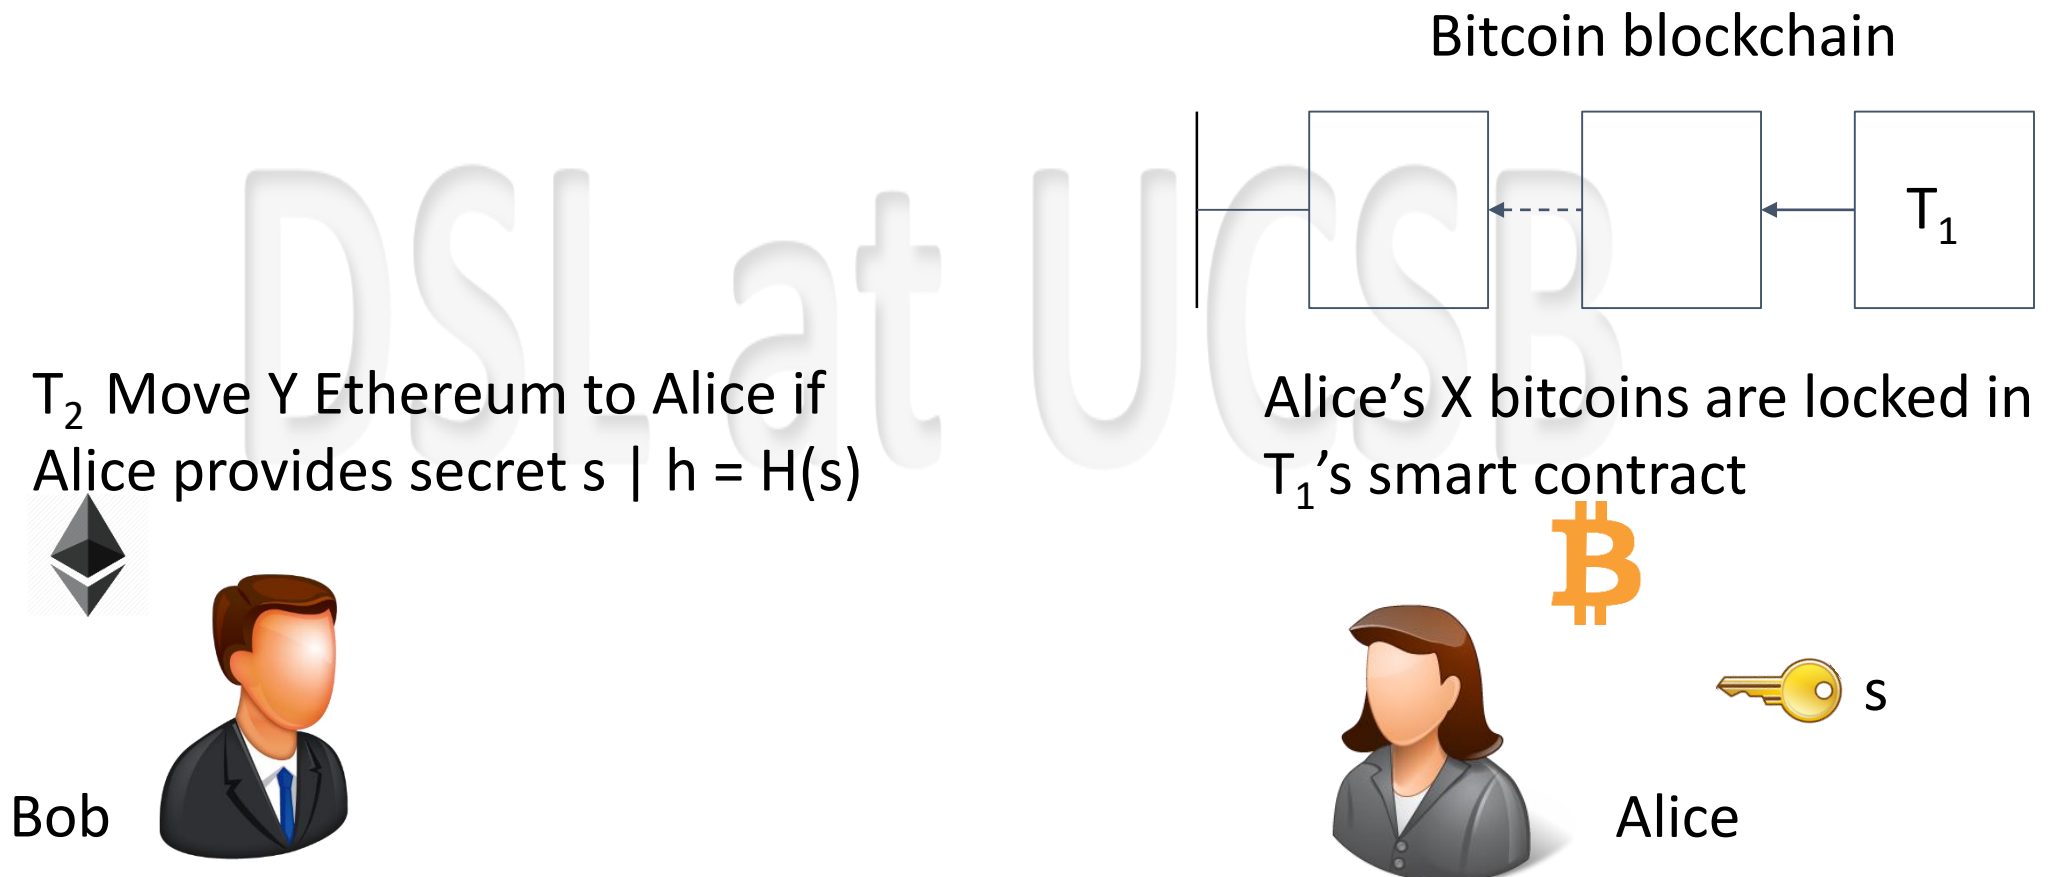 Bitcoin blockchain
T₁
DSL at UCSB
T₂ Move Y Ethereum to Alice if
Alice provides secret s | h = H(s)
Alice’s X bitcoins are locked in
T₁’s smart contract
s
Bob
Alice